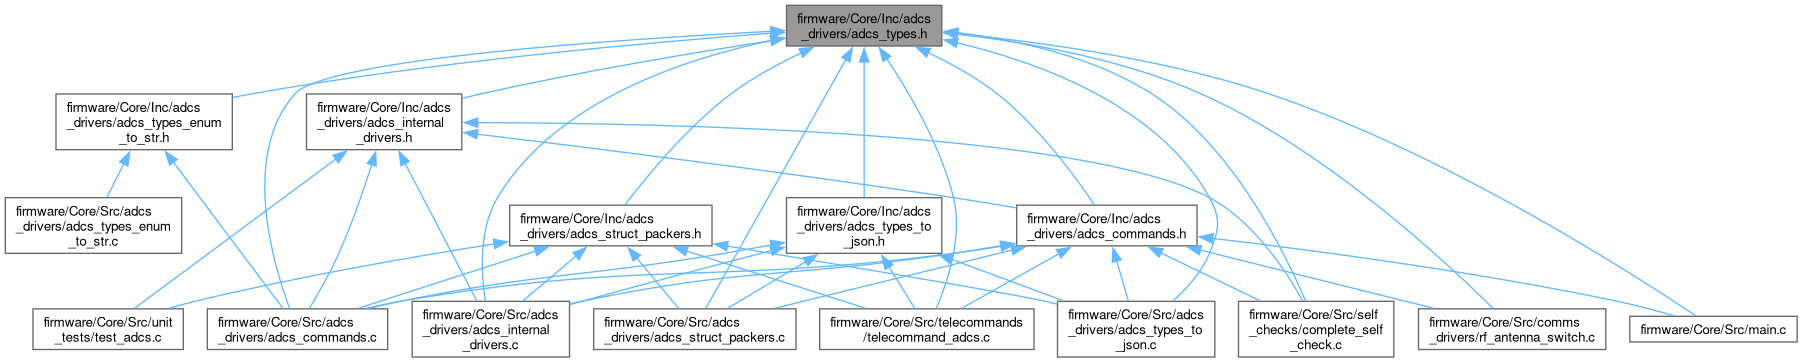 firmware/Core/Inc/adcs
_drivers/adcs_types.h
firmware/Core/Inc/adcs
_drivers/adcs_types_enum
_to_str.h
firmware/Core/Inc/adcs
_drivers/adcs_internal
_drivers.h
firmware/Core/Src/adcs
_drivers/adcs_types_enum
_to_str.c
firmware/Core/Inc/adcs
_drivers/adcs_struct_packers.h
firmware/Core/Inc/adcs
_drivers/adcs_types_to
_json.h
firmware/Core/Inc/adcs
_drivers/adcs_commands.h
firmware/Core/Src/unit
_tests/test_adcs.c
firmware/Core/Src/adcs
_drivers/adcs_commands.c
firmware/Core/Src/adcs
_drivers/adcs_internal
_drivers.c
firmware/Core/Src/adcs
_drivers/adcs_struct_packers.c
firmware/Core/Src/telecommands
/telecommand_adcs.c
firmware/Core/Src/adcs
_drivers/adcs_types_to
_json.c
firmware/Core/Src/self
_checks/complete_self
_check.c
firmware/Core/Src/comms
_drivers/rf_antenna_switch.c
firmware/Core/Src/main.c